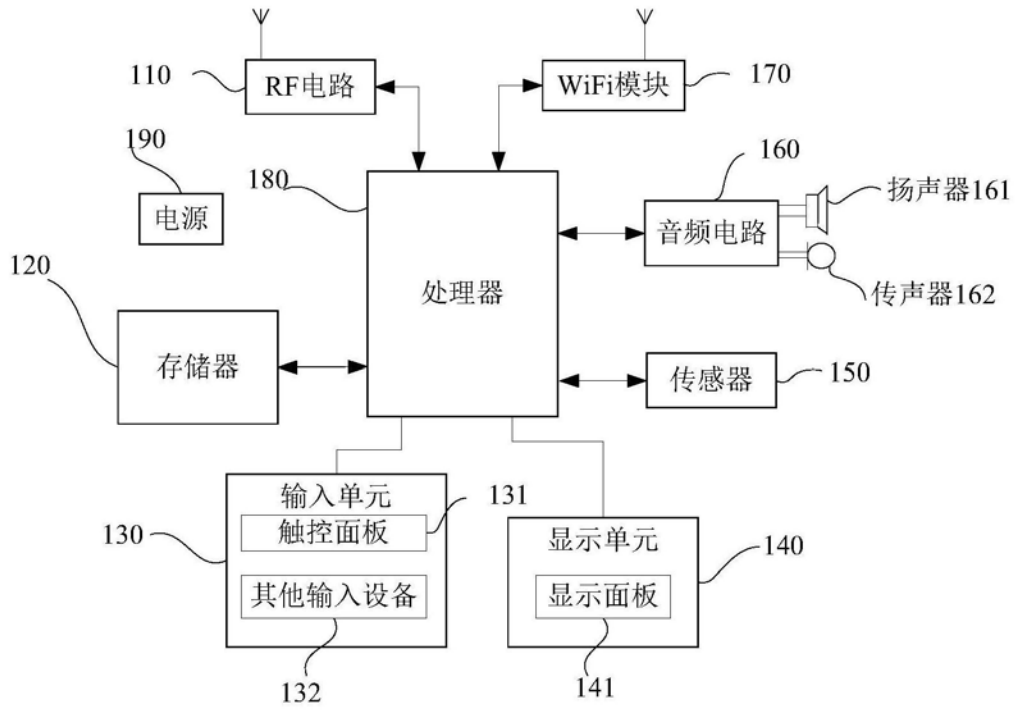 110
RF电路
WiFi模块
170
190
电源
180
160
音频电路
扬声器161
传声器162
120
存储器
处理器
传感器
150
输入单元
131
触控面板
130
其他输入设备
132
显示单元
140
显示面板
141